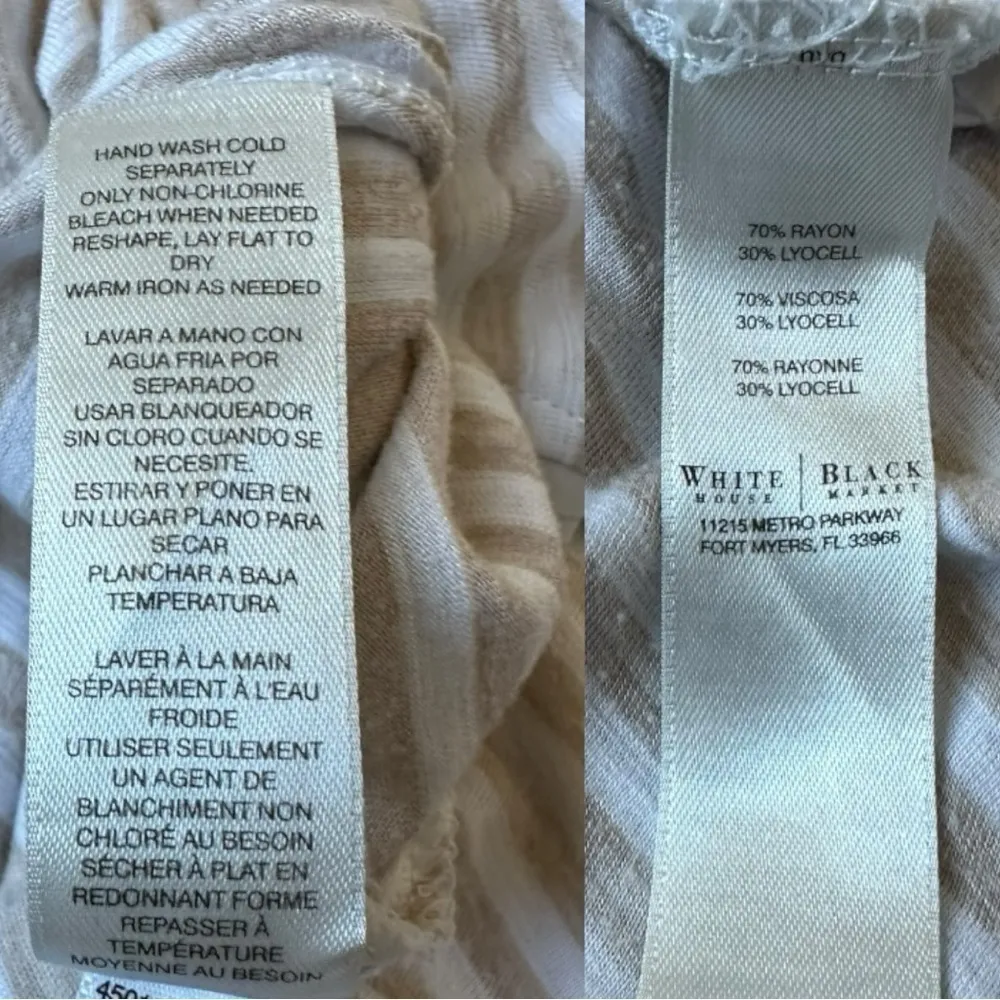 HAND WASH COLD
SEPARATELY
ONLY NON-CHLORINE
BLEACH WHEN NEEDED
RESHAPE, LAY FLAT TO
DRY
WARM IRON AS NEEDED
LAVAR A MANO CON
AGUA FRIA POR
SEPARADO
USAR BLANQUEADOR
SIN CLORO CUANDO SE
NECESITE.
ESTIRAR Y PONER EN
UN LUGAR PLANO PARA
SECAR
PLANCHAR A BAJA
TEMPERATURA
LAVER À LA MAIN
SÉPARÉMENT À L'EAU
FROIDE
UTILISER SEULEMENT
UN AGENT DE
BLANCHIMENT NON
CHLORÉ AU BESOIN
SÉCHER À PLAT EN
REDONNANT FORME
REPASSER À
TEMPÉRATURE
MOYENNE AU BESOIN
70% RAYON
30% LYOCELL
70% VISCOSA
30% LYOCELL
70% RAYONNE
30% LYOCELL
WHITE HOUSE | BLACK MARKET
11215 METRO PARKWAY
FORT MYERS, FL 33966